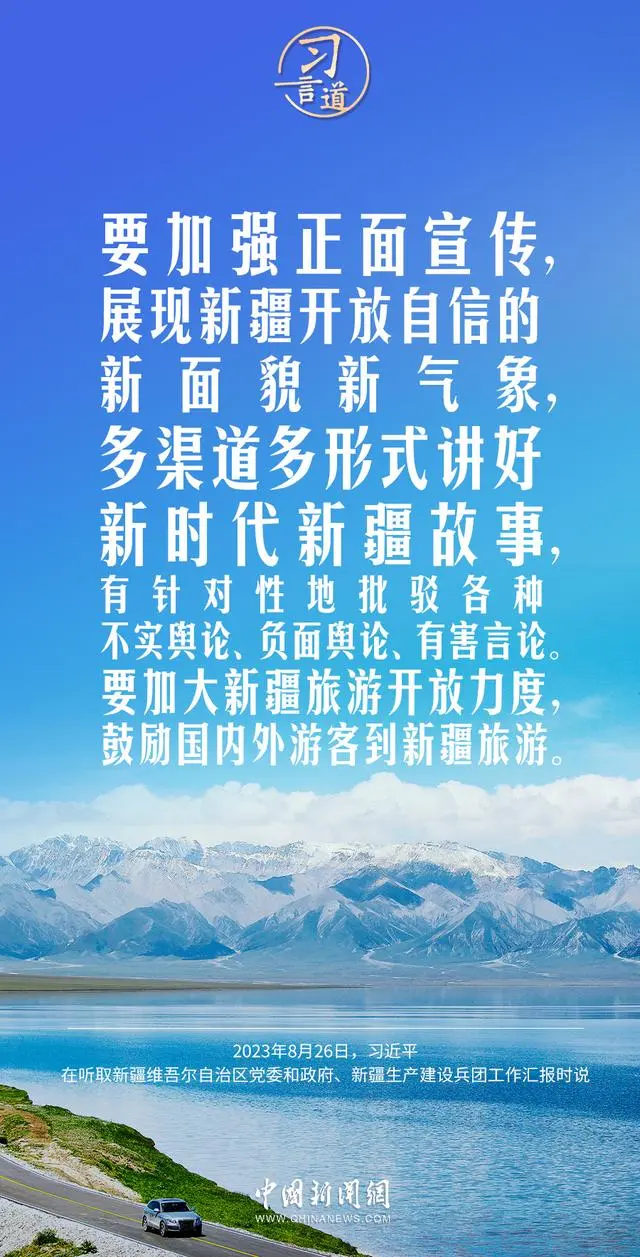 习
言道
要加强正面宣传，
展现新疆开放自信的
新面貌新气象，
多渠道多形式讲好
新时代新疆故事，
有针对性地批驳各种
不实舆论、负面舆论、有害言论。
要加大新疆旅游开放力度，
鼓励国内外游客到新疆旅游。
2023年8月26日，习近平
在听取新疆维吾尔自治区党委和政府、新疆生产建设兵团工作汇报时说
中國新聞網
WWW.CHINANEWS.COM